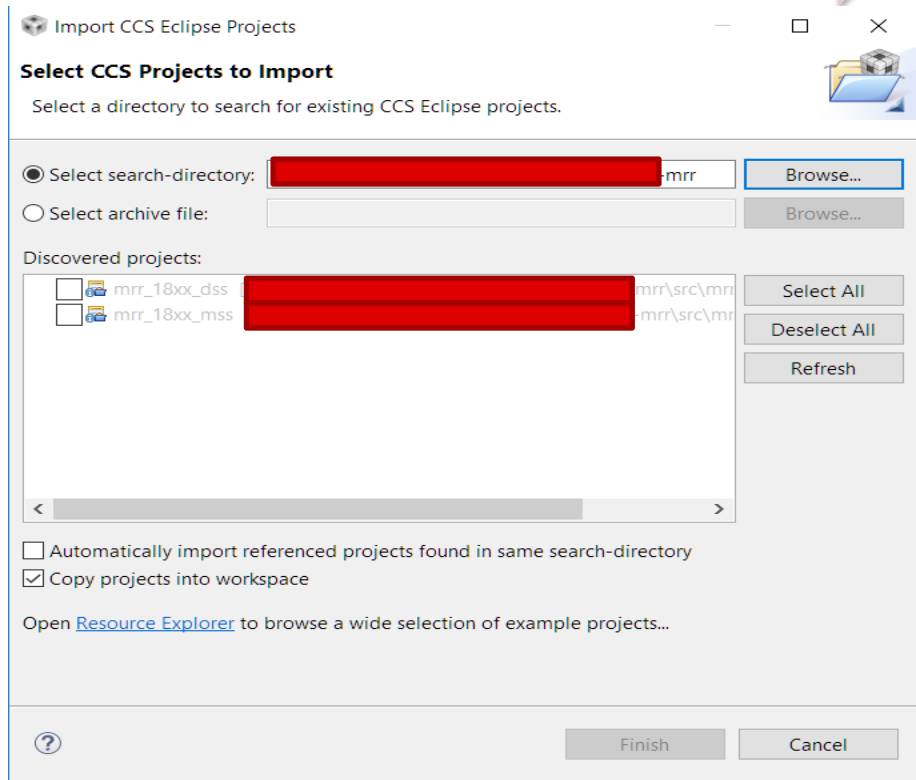 Import CCS Eclipse Projects
Select CCS Projects to Import
Select a directory to search for existing CCS Eclipse projects.
Select search-directory: -mrr Browse...
Select archive file: Browse...
Discovered projects:
mrr_18xx_dss [ mrr\src\mrr Select All
mrr_18xx_mss -mrr\src\mr
Deselect All
Refresh
Automatically import referenced projects found in same search-directory
Copy projects into workspace
Open Resource Explorer to browse a wide selection of example projects...
Finish Cancel